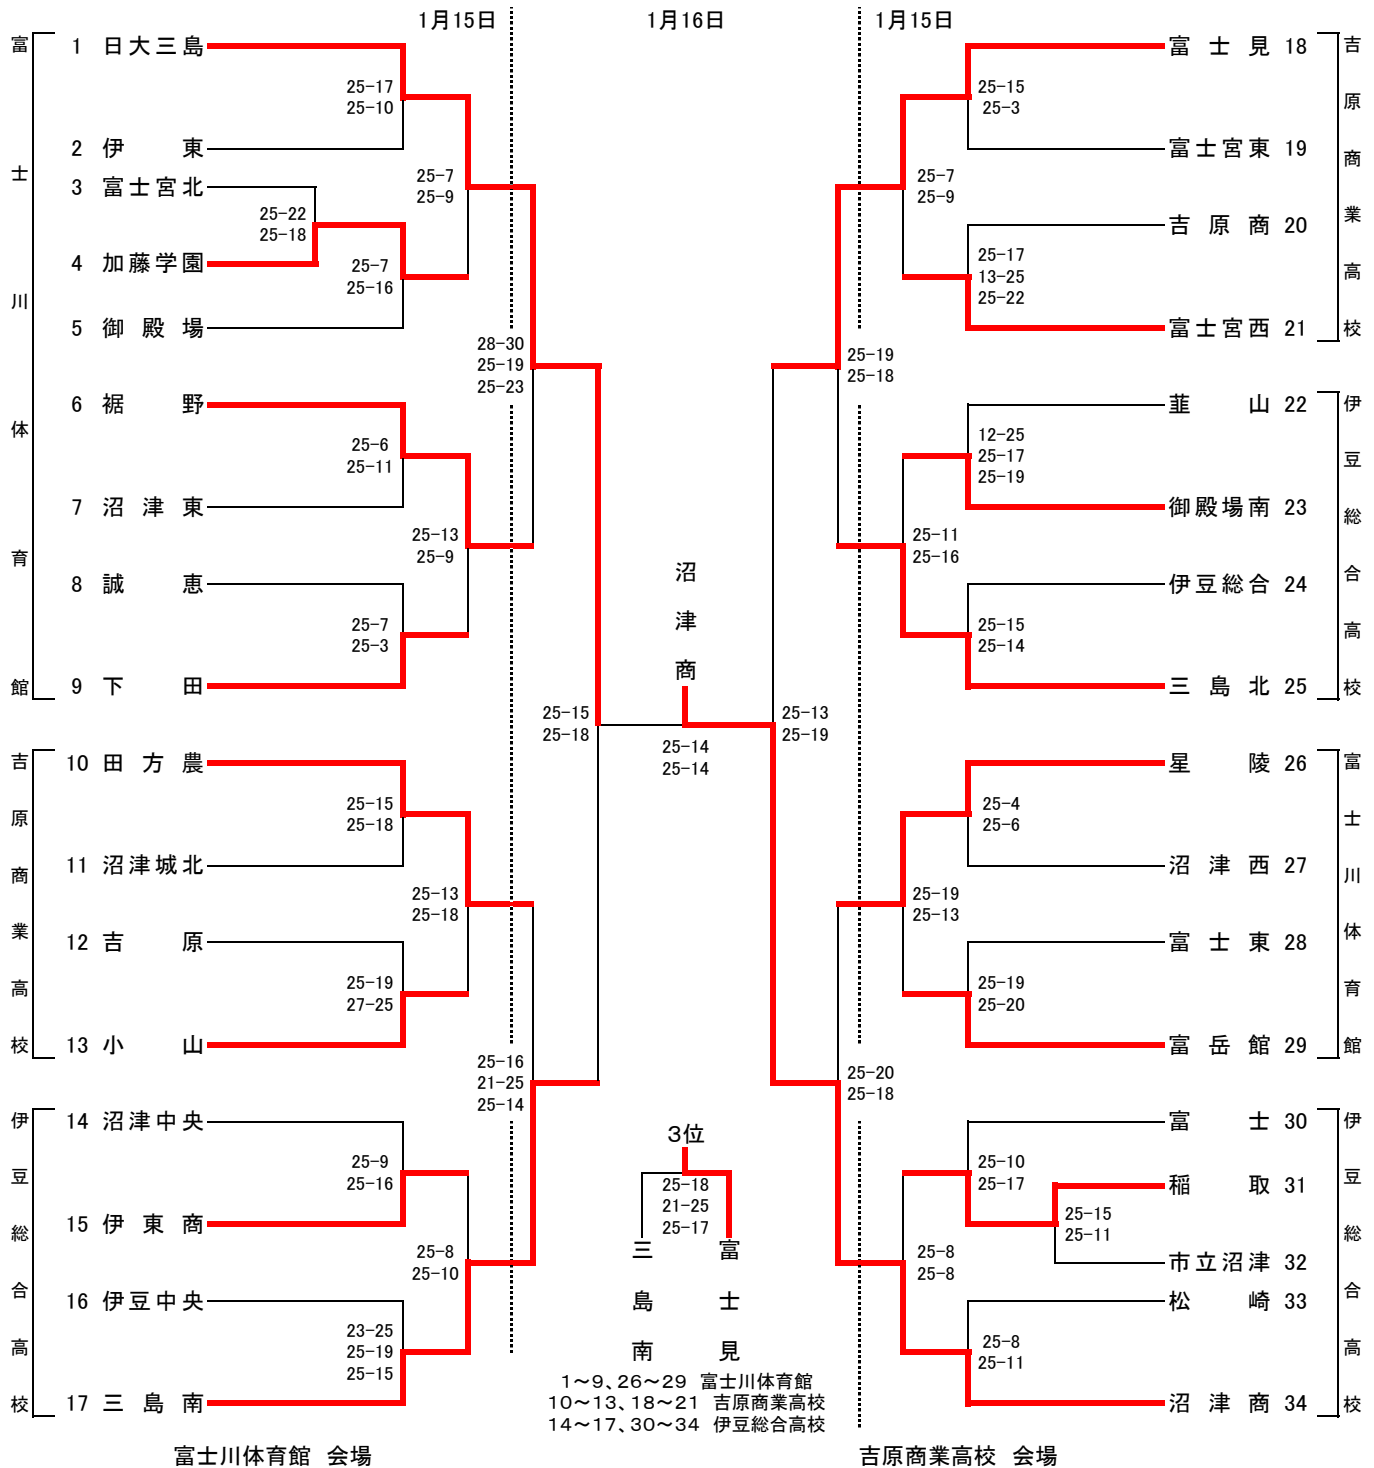 1月15日
1月16日
1月15日
富士川体育館
1 日大三島
25-17
25-10
2 伊東
25-7
25-9
3 富士宮北
25-22
25-18
4 加藤学園
25-7
25-16
5 御殿場
28-30
25-19
25-23
6 裾野
25-6
25-11
7 沼津東
25-13
25-9
8 誠恵
25-7
25-3
9 下田
25-15
25-18
吉原商業高校
10 田方農
25-15
25-18
11 沼津城北
25-13
25-18
12 吉原
25-19
27-25
13 小山
25-16
21-25
25-14
伊豆総合高校
14 沼津中央
25-9
25-16
15 伊東商
25-8
25-10
16 伊豆中央
23-25
25-19
25-15
17 三島南
沼津商
25-14
25-14
3位
25-18
21-25
25-17
三島南
富士見
吉原商業高校
富士見 18
25-15
25-3
富士宮東 19
25-7
25-9
吉原商 20
25-17
13-25
25-22
富士宮西 21
25-19
25-18
伊豆総合高校
韮山 22
12-25
25-17
25-19
御殿場南 23
25-11
25-16
伊豆総合 24
25-15
25-14
三島北 25
25-13
25-19
富士川体育館
星陵 26
25-4
25-6
沼津西 27
25-19
25-13
富士東 28
25-19
25-20
富岳館 29
25-20
25-18
伊豆総合高校
富士 30
25-10
25-17
稲取 31
25-15
25-11
市立沼津 32
25-8
25-8
松崎 33
25-8
25-11
沼津商 34
1～9、26～29 富士川体育館
10～13、18～21 吉原商業高校
14～17、30～34 伊豆総合高校
富士川体育館 会場
吉原商業高校 会場